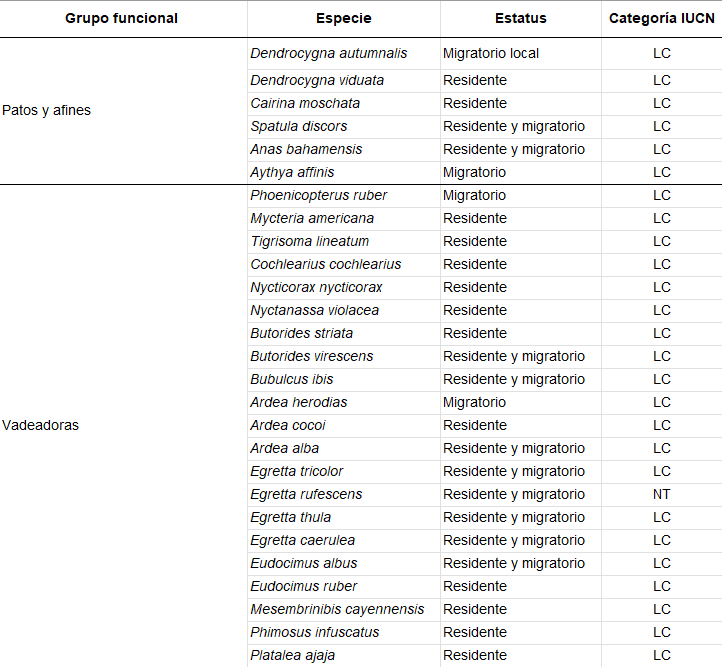 Grupo funcional Especie Estatus Categoría IUCN
Dendrocygna autumnalis Migratorio local LC
Dendrocygna viduata Residente LC
Cairina moschata Residente LC
Patos y afines
Spatula discors Residente y migratorio LC
Anas bahamensis Residente y migratorio LC
Aythya affinis Migratorio LC
Phoenicopterus ruber Migratorio LC
Mycteria americana Residente LC
Tigrisoma lineatum Residente LC
Cochlearius cochlearius Residente LC
Nycticorax nycticorax Residente LC
Nyctanassa violacea Residente LC
Butorides striata Residente LC
Butorides virescens Residente y migratorio LC
Bubulcus ibis Residente y migratorio LC
Ardea herodias Migratorio LC
Vadeadoras Ardea cocoi Residente LC
Ardea alba Residente y migratorio LC
Egretta tricolor Residente y migratorio LC
Egretta rufescens Residente y migratorio NT
Egretta thula Residente y migratorio LC
Egretta caerulea Residente y migratorio LC
Eudocimus albus Residente y migratorio LC
Eudocimus ruber Residente LC
Mesembrinibis cayennensis Residente LC
Phimosus infuscatus Residente LC
Platalea ajaja Residente LC